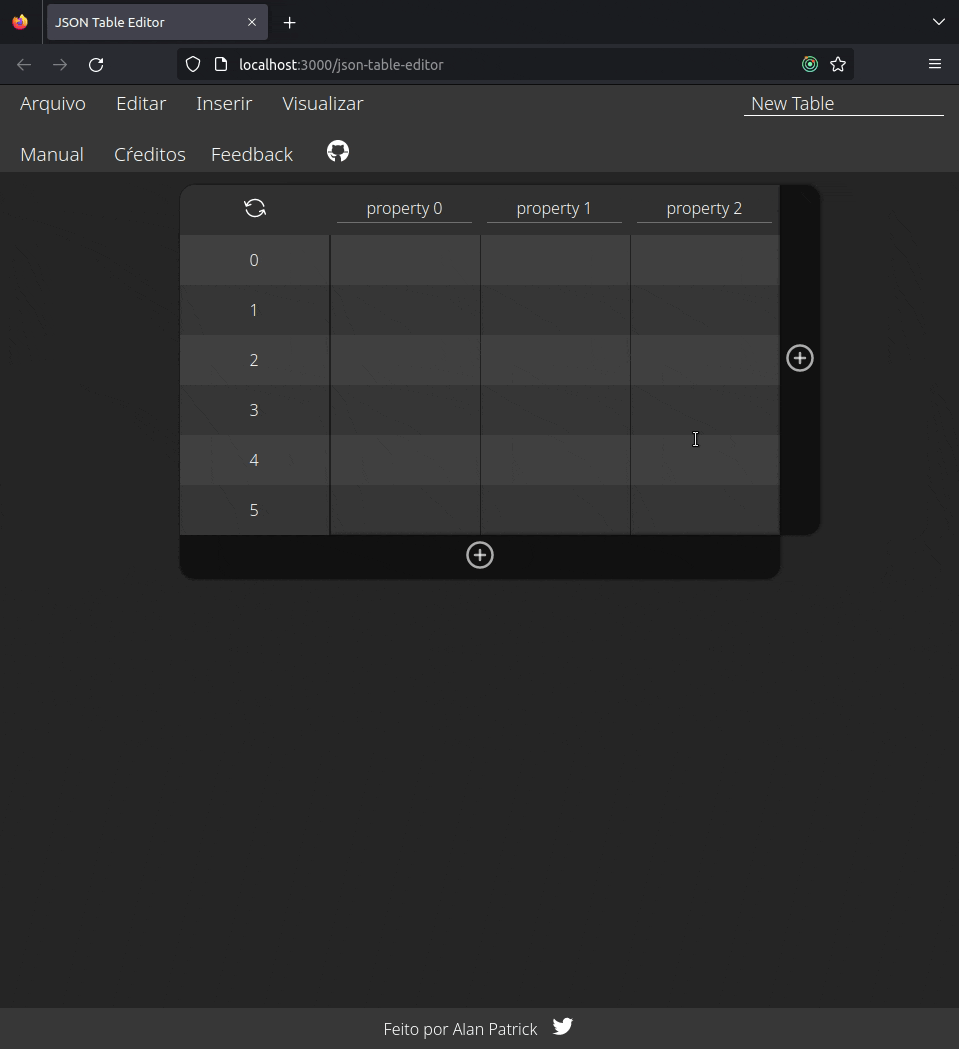 JSON Table Editor
localhost:3000/json-table-editor
Arquivo Editar Inserir Visualizar New Table
Manual Cŕeditos Feedback
property 0 property 1 property 2
0
1
2
3
4
5
Feito por Alan Patrick